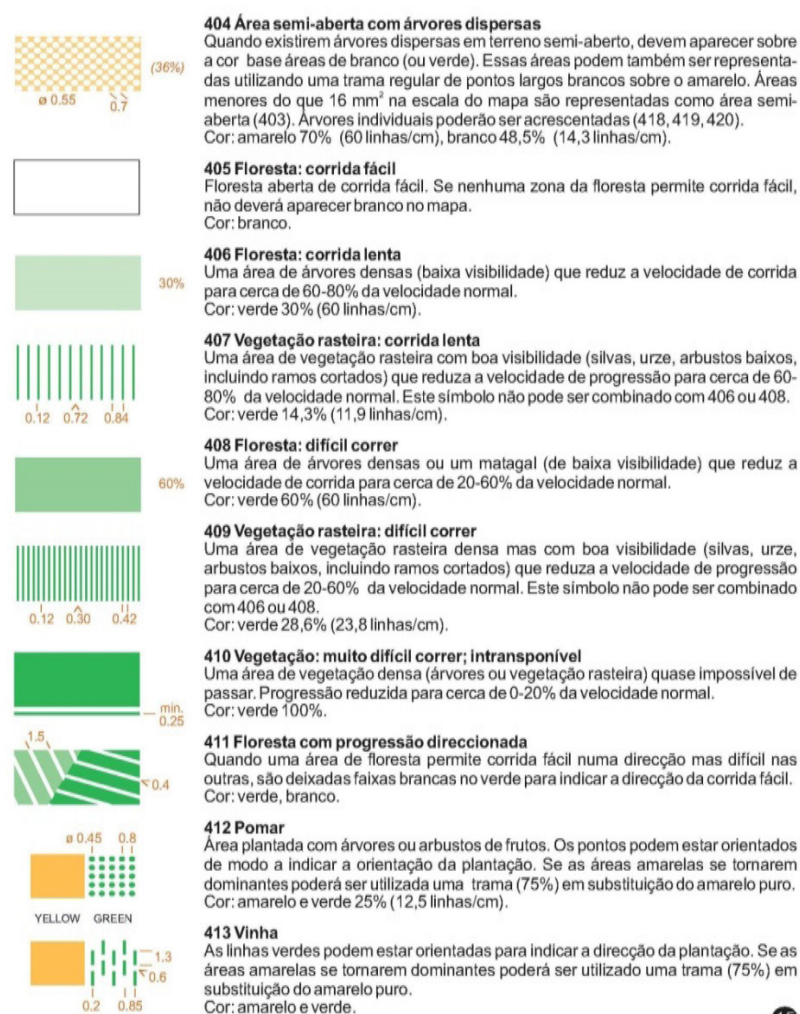 404 Área semi-aberta com árvores dispersas
Quando existirem árvores dispersas em terreno semi-aberto, devem aparecer sobre
a cor base áreas de branco (ou verde). Essas áreas podem também ser representa-
das utilizando uma trama regular de pontos largos brancos sobre o amarelo. Áreas
menores do que 16 mm² na escala do mapa são representadas como área semi-
aberta (403). Árvores individuais poderão ser acrescentadas (418, 419, 420).
Cor: amarelo 70% (60 linhas/cm), branco 48,5% (14,3 linhas/cm).
(36%)
ø 0.55 0.7
405 Floresta: corrida fácil
Floresta aberta de corrida fácil. Se nenhuma zona da floresta permite corrida fácil,
não deverá aparecer branco no mapa.
Cor: branco.
406 Floresta: corrida lenta
Uma área de árvores densas (baixa visibilidade) que reduz a velocidade de corrida
para cerca de 60-80% da velocidade normal.
Cor: verde 30% (60 linhas/cm).
30%
407 Vegetação rasteira: corrida lenta
Uma área de vegetação rasteira com boa visibilidade (silvas, urze, arbustos baixos,
incluindo ramos cortados) que reduza a velocidade de progressão para cerca de 60-
80% da velocidade normal. Este símbolo não pode ser combinado com 406 ou 408.
Cor: verde 14,3% (11,9 linhas/cm).
0.12 0.72 0.84
408 Floresta: difícil correr
Uma área de árvores densas ou um matagal (de baixa visibilidade) que reduz a
velocidade de corrida para cerca de 20-60% da velocidade normal.
Cor: verde 60% (60 linhas/cm).
60%
409 Vegetação rasteira: difícil correr
Uma área de vegetação rasteira densa mas com boa visibilidade (silvas, urze,
arbustos baixos, incluindo ramos cortados) que reduza a velocidade de progressão
para cerca de 20-60% da velocidade normal. Este símbolo não pode ser combinado
com 406 ou 408.
Cor: verde 28,6% (23,8 linhas/cm).
0.12 0.30 0.42
410 Vegetação: muito difícil correr; intransponível
Uma área de vegetação densa (árvores ou vegetação rasteira) quase impossível de
passar. Progressão reduzida para cerca de 0-20% da velocidade normal.
Cor: verde 100%.
min.
0.25
411 Floresta com progressão direccionada
Quando uma área de floresta permite corrida fácil numa direcção mas difícil nas
outras, são deixadas faixas brancas no verde para indicar a direcção da corrida fácil.
Cor: verde, branco.
1.5
0.4
412 Pomar
Área plantada com árvores ou arbustos de frutos. Os pontos podem estar orientados
de modo a indicar a orientação da plantação. Se as áreas amarelas se tornarem
dominantes poderá ser utilizada uma trama (75%) em substituição do amarelo puro.
Cor: amarelo e verde 25% (12,5 linhas/cm).
ø 0.45 0.8
YELLOW GREEN
413 Vinha
As linhas verdes podem estar orientadas para indicar a direcção da plantação. Se as
áreas amarelas se tornarem dominantes poderá ser utilizado uma trama (75%) em
substituição do amarelo puro.
Cor: amarelo e verde.
1.3
0.6
0.2 0.85